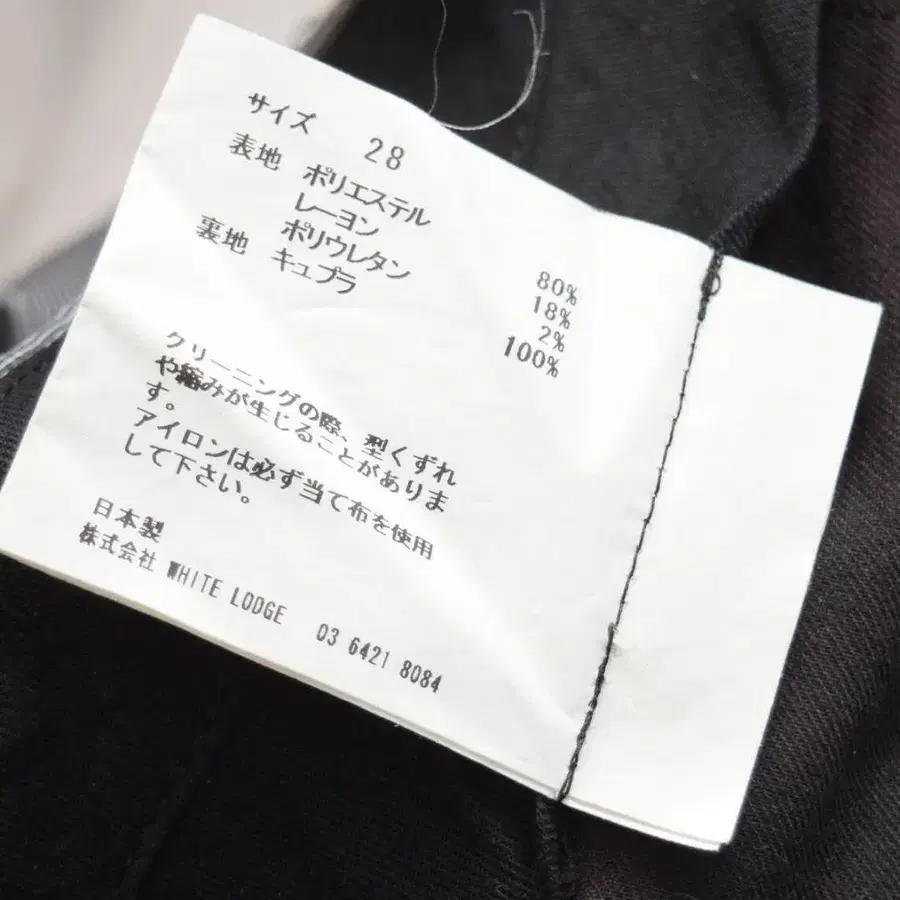 サイズ 28
表地 ポリエステル 80%
レーヨン 18%
ポリウレタン 2%
裏地 キュプラ 100%
クリーニングの際、型くずれ
や縮みが生じることがありま
す。
アイロンは必ず当て布を使用
して下さい。
日本製
株式会社 WHITE LODGE 03 6421 8084